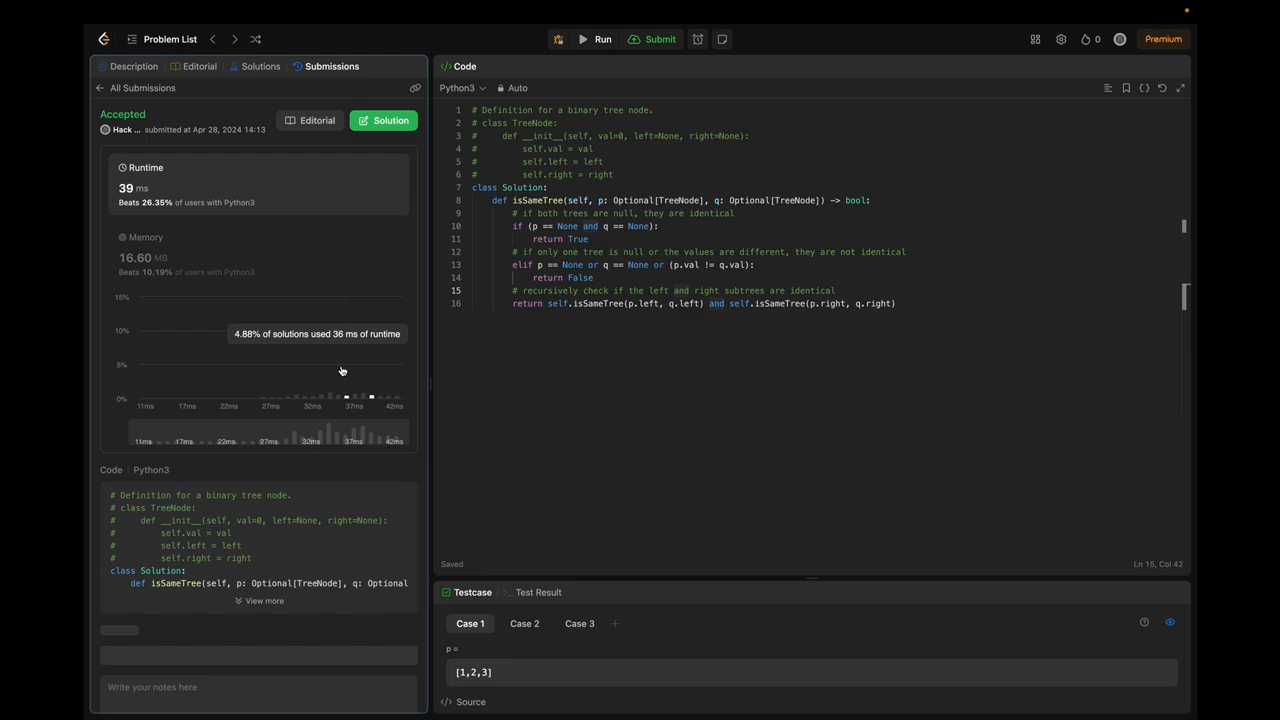 Problem List
Run
Submit
0
Premium
Description
Editorial
Solutions
Submissions
All Submissions
Accepted
Hack ... submitted at Apr 28, 2024 14:13
Editorial
Solution
Runtime
39 ms
Beats 26.35% of users with Python3
Memory
16.60 MB
Beats 10.19% of users with Python3
15%
10%
4.88% of solutions used 36 ms of runtime
5%
0%
11ms 17ms 22ms 27ms 32ms 37ms 42ms
11ms 17ms 22ms 27ms 32ms 37ms 42ms
Code Python3
# Definition for a binary tree node.
# class TreeNode:
#     def __init__(self, val=0, left=None, right=None):
#         self.val = val
#         self.left = left
#         self.right = right
class Solution:
    def isSameTree(self, p: Optional[TreeNode], q: Optional
View more
Write your notes here
</> Code
Python3
Auto
1 # Definition for a binary tree node.
2 # class TreeNode:
3 #     def __init__(self, val=0, left=None, right=None):
4 #         self.val = val
5 #         self.left = left
6 #         self.right = right
7 class Solution:
8     def isSameTree(self, p: Optional[TreeNode], q: Optional[TreeNode]) -> bool:
9         # if both trees are null, they are identical
10         if (p == None and q == None):
11             return True
12         # if only one tree is null or the values are different, they are not identical
13         elif p == None or q == None or (p.val != q.val):
14             return False
15         # recursively check if the left and right subtrees are identical
16         return self.isSameTree(p.left, q.left) and self.isSameTree(p.right, q.right)
Saved
Ln 15, Col 42
Testcase
Test Result
Case 1
Case 2
Case 3
+
p =
[1,2,3]
</> Source